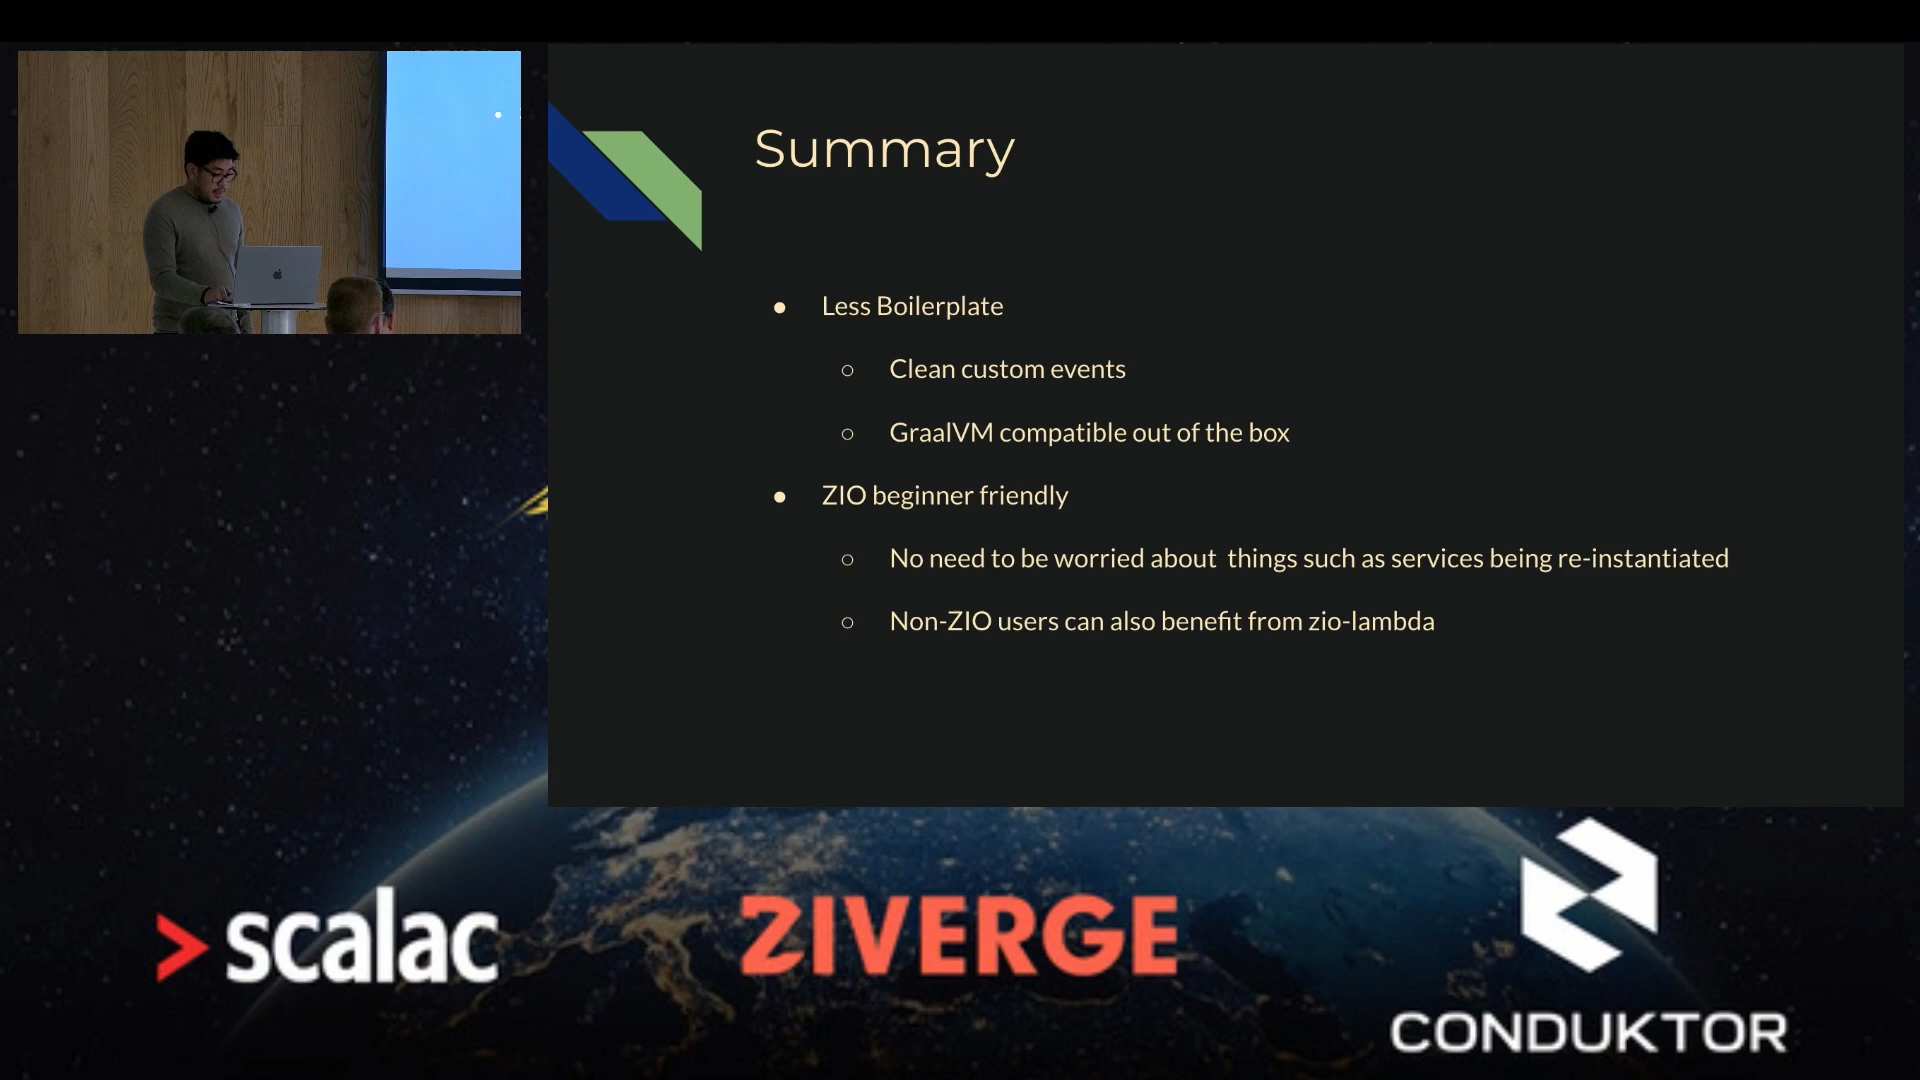 Summary
● Less Boilerplate
○ Clean custom events
○ GraalVM compatible out of the box
● ZIO beginner friendly
○ No need to be worried about  things such as services being re-instantiated
○ Non-ZIO users can also benefit from zio-lambda
scalac
ZIVERGE
CONDUKTOR